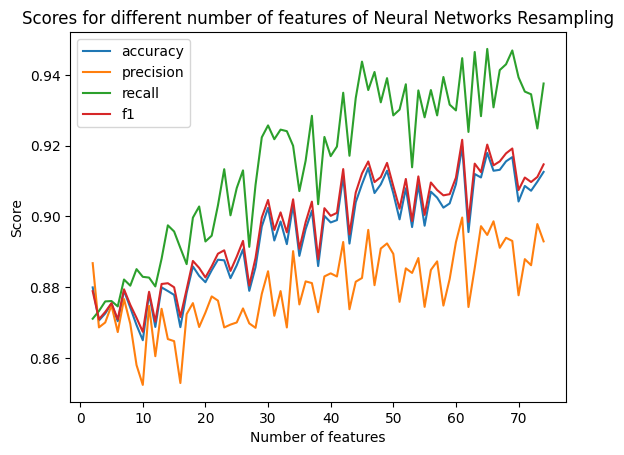 Scores for different number of features of Neural Networks Resampling
accuracy
precision
recall
f1
Score
0.94
0.92
0.90
0.88
0.86
0
10
20
30
40
50
60
70
Number of features